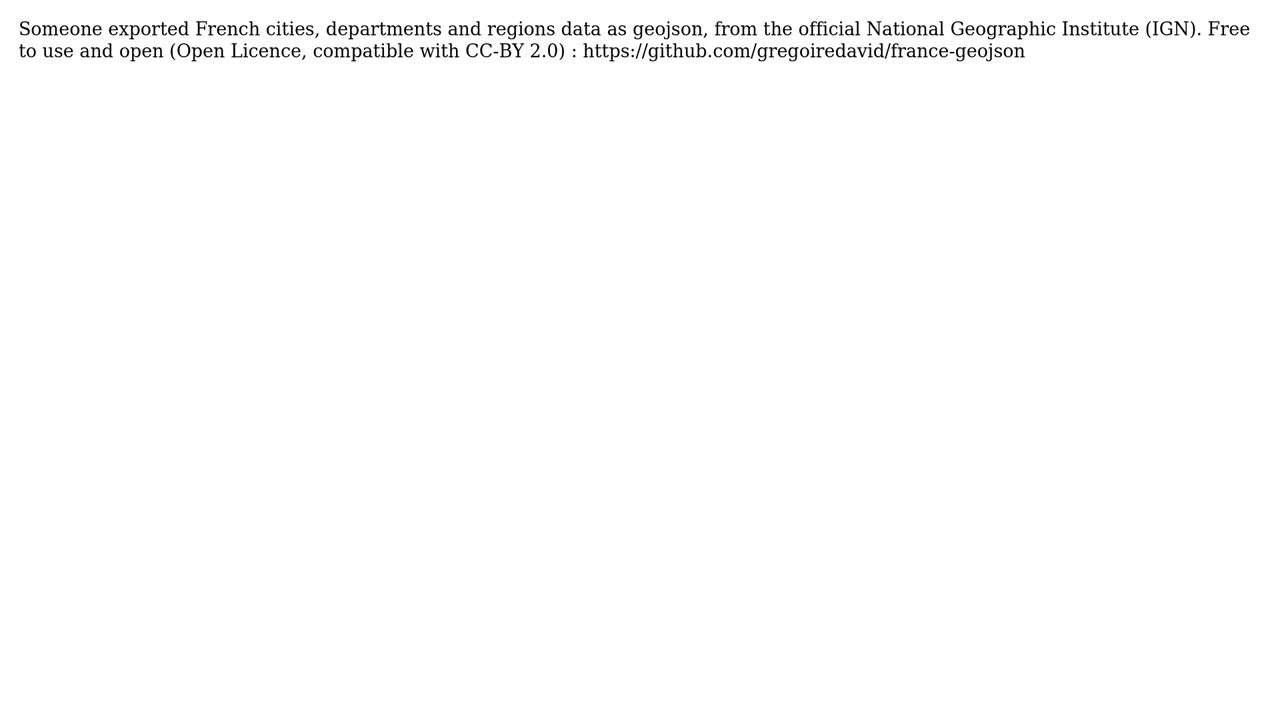 Someone exported French cities, departments and regions data as geojson, from the official National Geographic Institute (IGN). Free
to use and open (Open Licence, compatible with CC-BY 2.0) : https://github.com/gregoiredavid/france-geojson